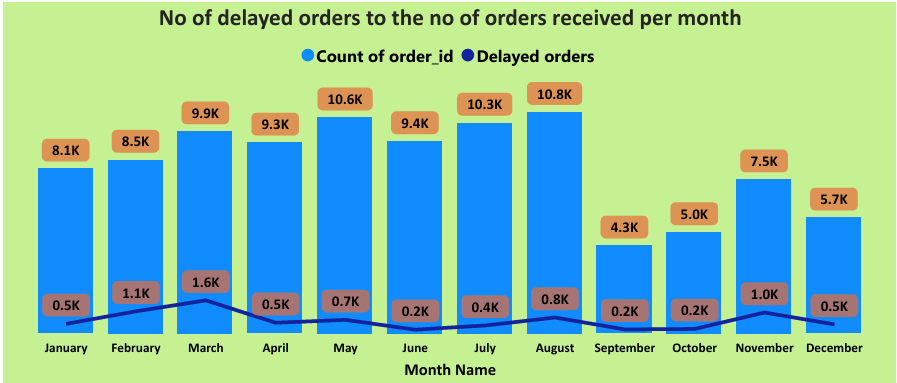 No of delayed orders to the no of orders received per month
Count of order_id Delayed orders
8.1K 8.5K 9.9K 9.3K 10.6K 9.4K 10.3K 10.8K 4.3K 5.0K 7.5K 5.7K
0.5K 1.1K 1.6K 0.5K 0.7K 0.2K 0.4K 0.8K 0.2K 0.2K 1.0K 0.5K
January February March April May June July August September October November December
Month Name